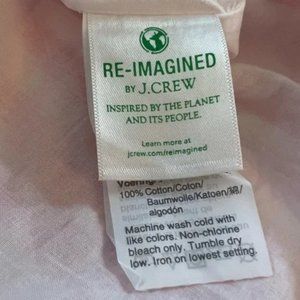 RE-IMAGINED
BY J.CREW
INSPIRED BY THE PLANET
AND ITS PEOPLE.
Learn more at
jcrew.com/reimagined
100% Cotton/Coton/
Baumwolle/Katoen/棉/
algodón
Machine wash cold with
like colors. Non-chlorine
bleach only. Tumble dry
low. Iron on lowest setting.